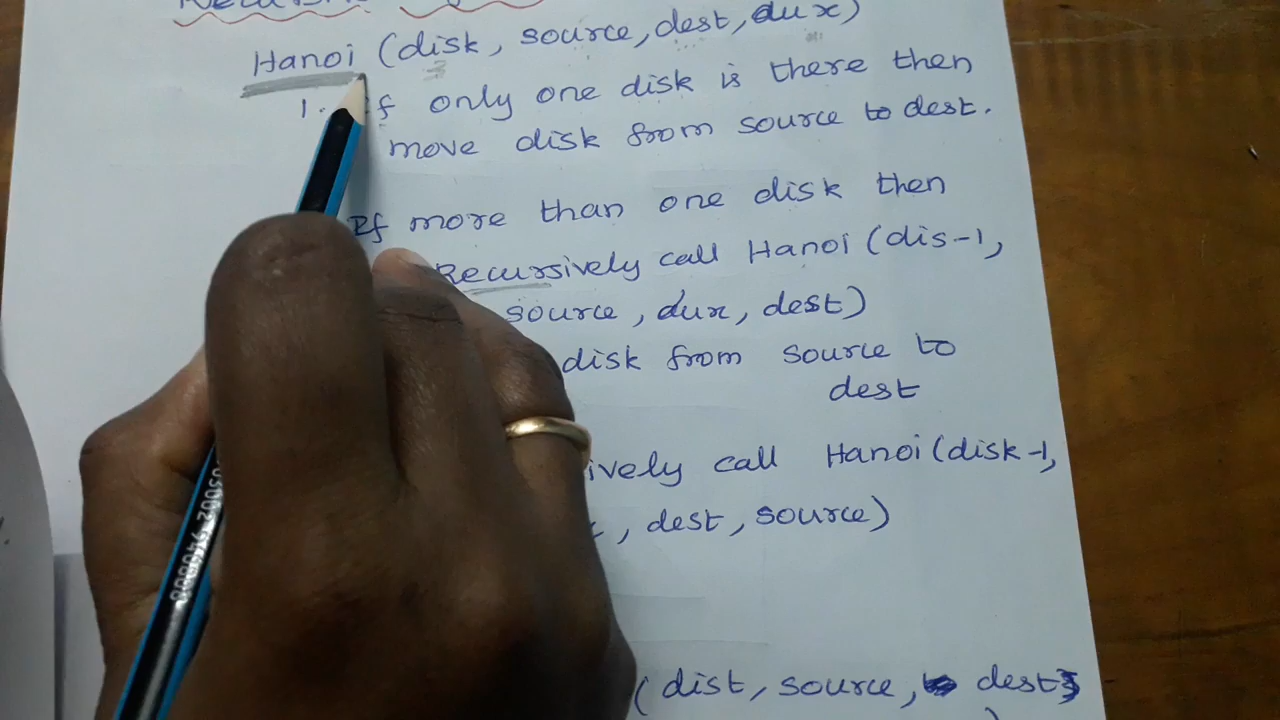 Hanoi (disk, source, dest, aux)
1. If only one disk is there then
move disk from source to dest.
If more than one disk then
Recursively call Hanoi (dis-1,
source, aux, dest)
disk from source to
dest
ively call Hanoi (disk-1,
, dest, source)
(dist, source, dest,
)